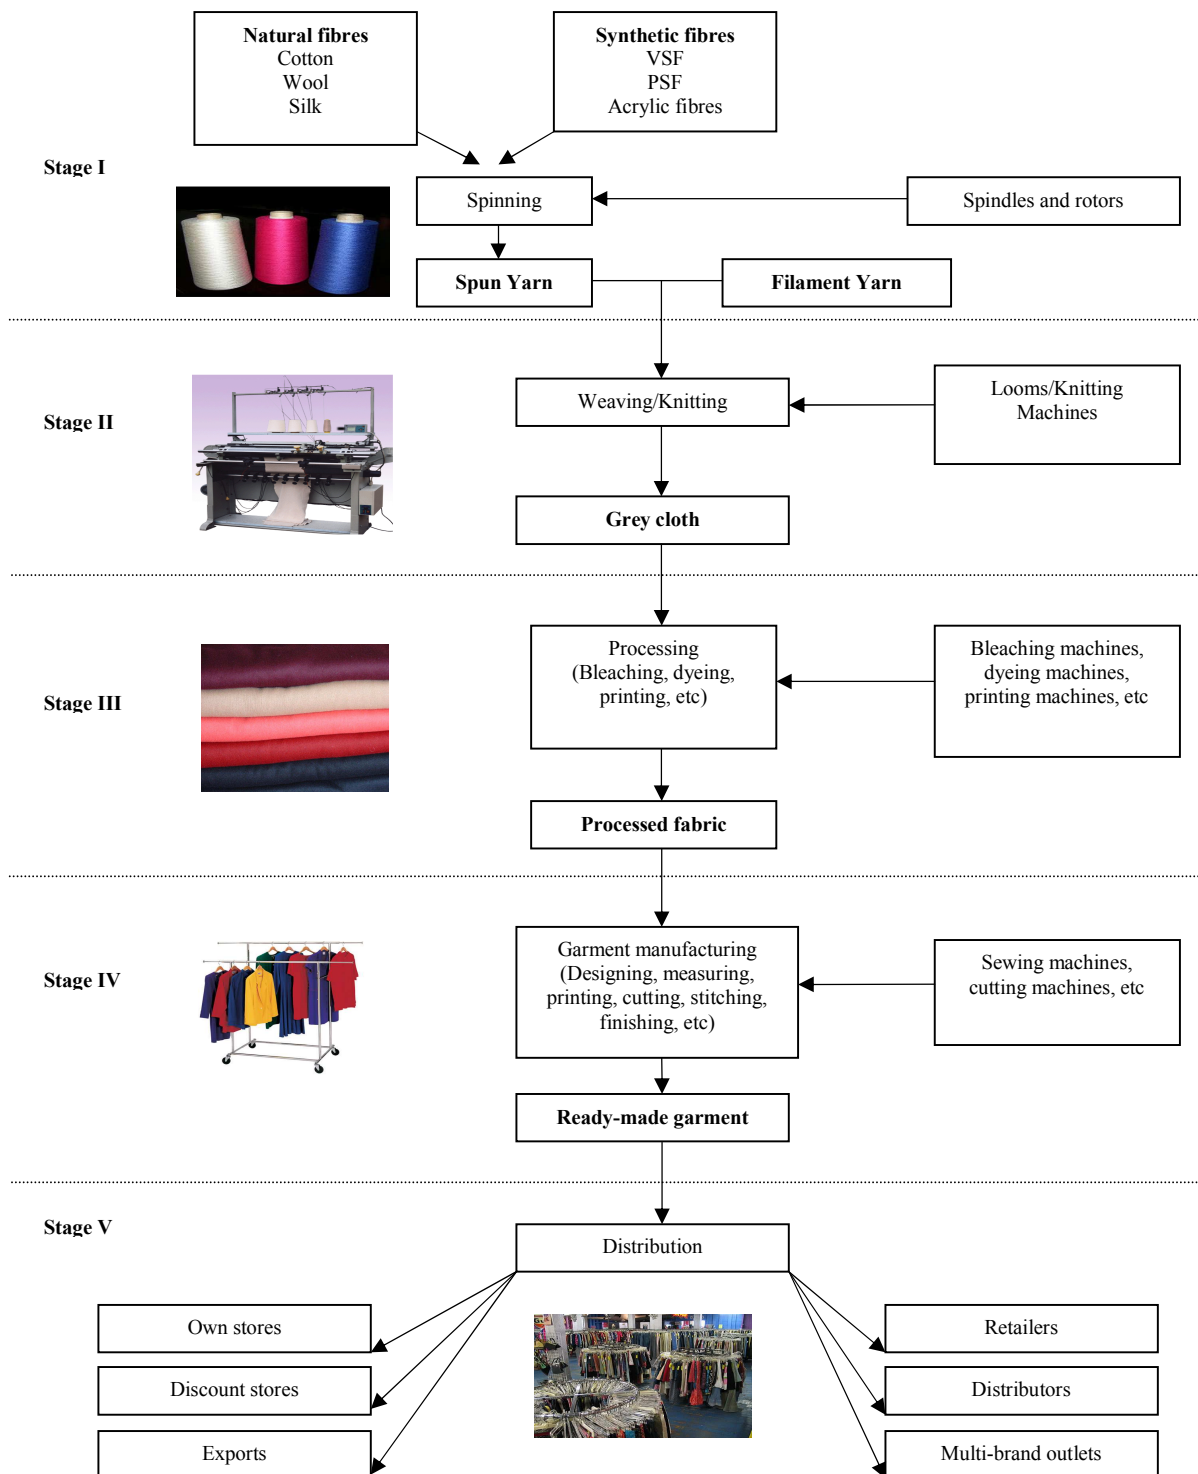 Natural fibres
Cotton
Wool
Silk
Synthetic fibres
VSF
PSF
Acrylic fibres
Stage I
Spinning
Spindles and rotors
Spun Yarn
Filament Yarn
Stage II
Weaving/Knitting
Looms/Knitting
Machines
Grey cloth
Stage III
Processing
(Bleaching, dyeing,
printing, etc)
Bleaching machines,
dyeing machines,
printing machines, etc
Processed fabric
Stage IV
Garment manufacturing
(Designing, measuring,
printing, cutting, stitching,
finishing, etc)
Sewing machines,
cutting machines, etc
Ready-made garment
Stage V
Distribution
Own stores
Retailers
Discount stores
Distributors
Exports
Multi-brand outlets